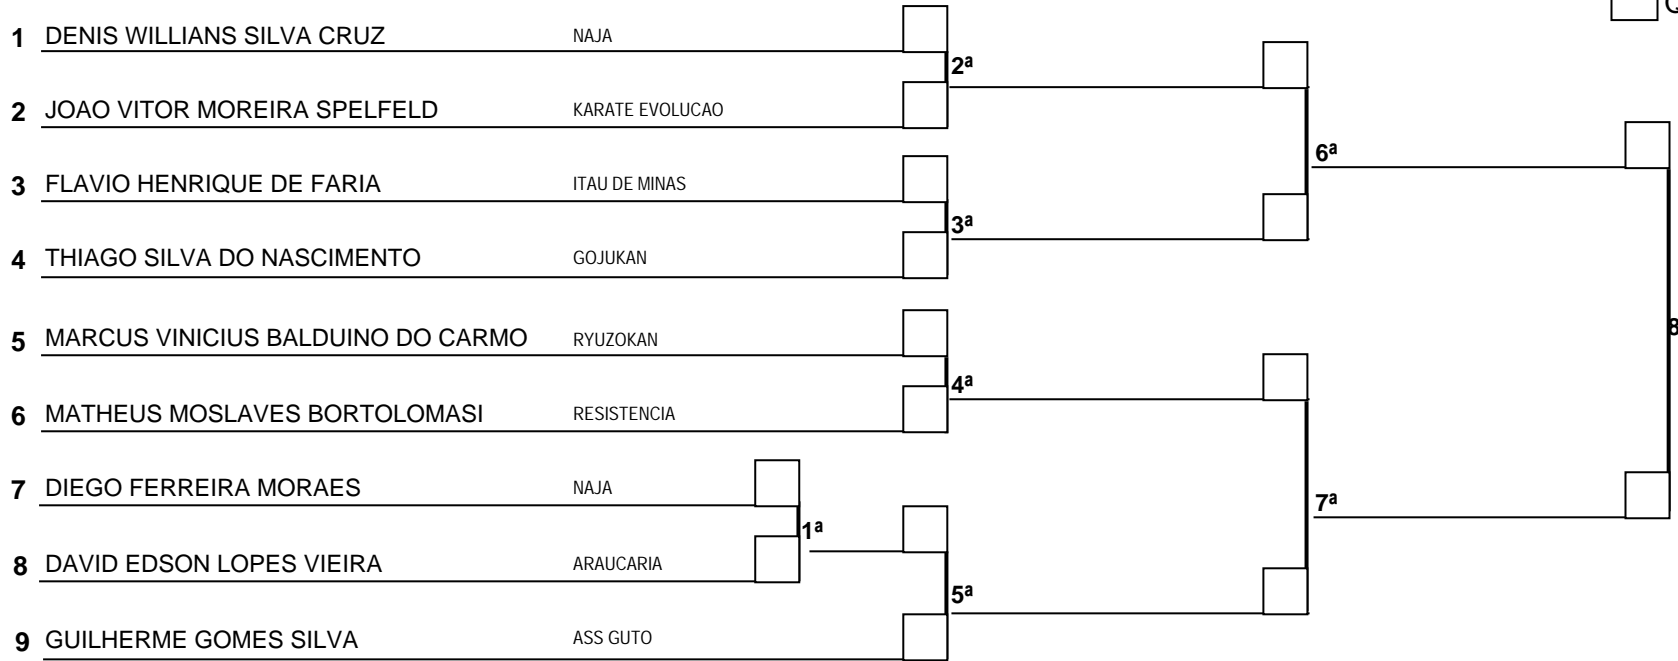 1 DENIS WILLIANS SILVA CRUZ NAJA
2ª
2 JOAO VITOR MOREIRA SPELFELD KARATE EVOLUCAO
6ª
3 FLAVIO HENRIQUE DE FARIA ITAU DE MINAS
3ª
4 THIAGO SILVA DO NASCIMENTO GOJUKAN
5 MARCUS VINICIUS BALDUINO DO CARMO RYUZOKAN
8
4ª
6 MATHEUS MOSLAVES BORTOLOMASI RESISTENCIA
7 DIEGO FERREIRA MORAES NAJA
7ª
1ª
8 DAVID EDSON LOPES VIEIRA ARAUCARIA
5ª
9 GUILHERME GOMES SILVA ASS GUTO